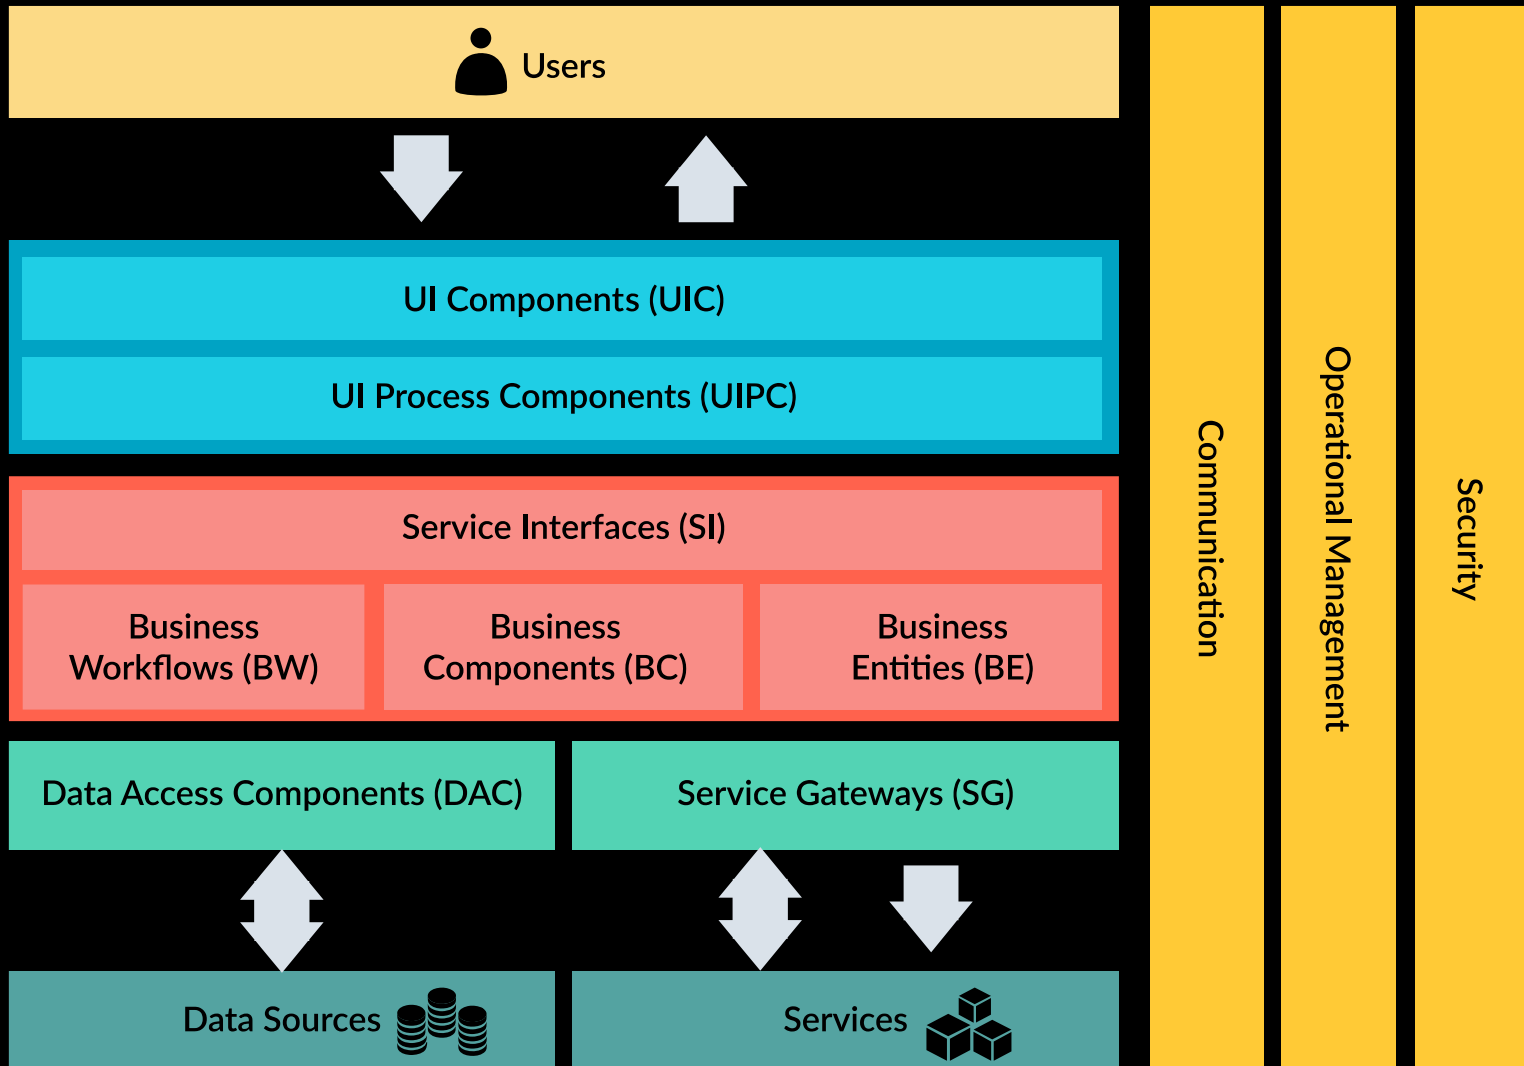 Users
UI Components (UIC)
UI Process Components (UIPC)
Service Interfaces (SI)
Business
Workflows (BW)
Business
Components (BC)
Business
Entities (BE)
Data Access Components (DAC)
Service Gateways (SG)
Data Sources
Services
Communication
Operational Management
Security